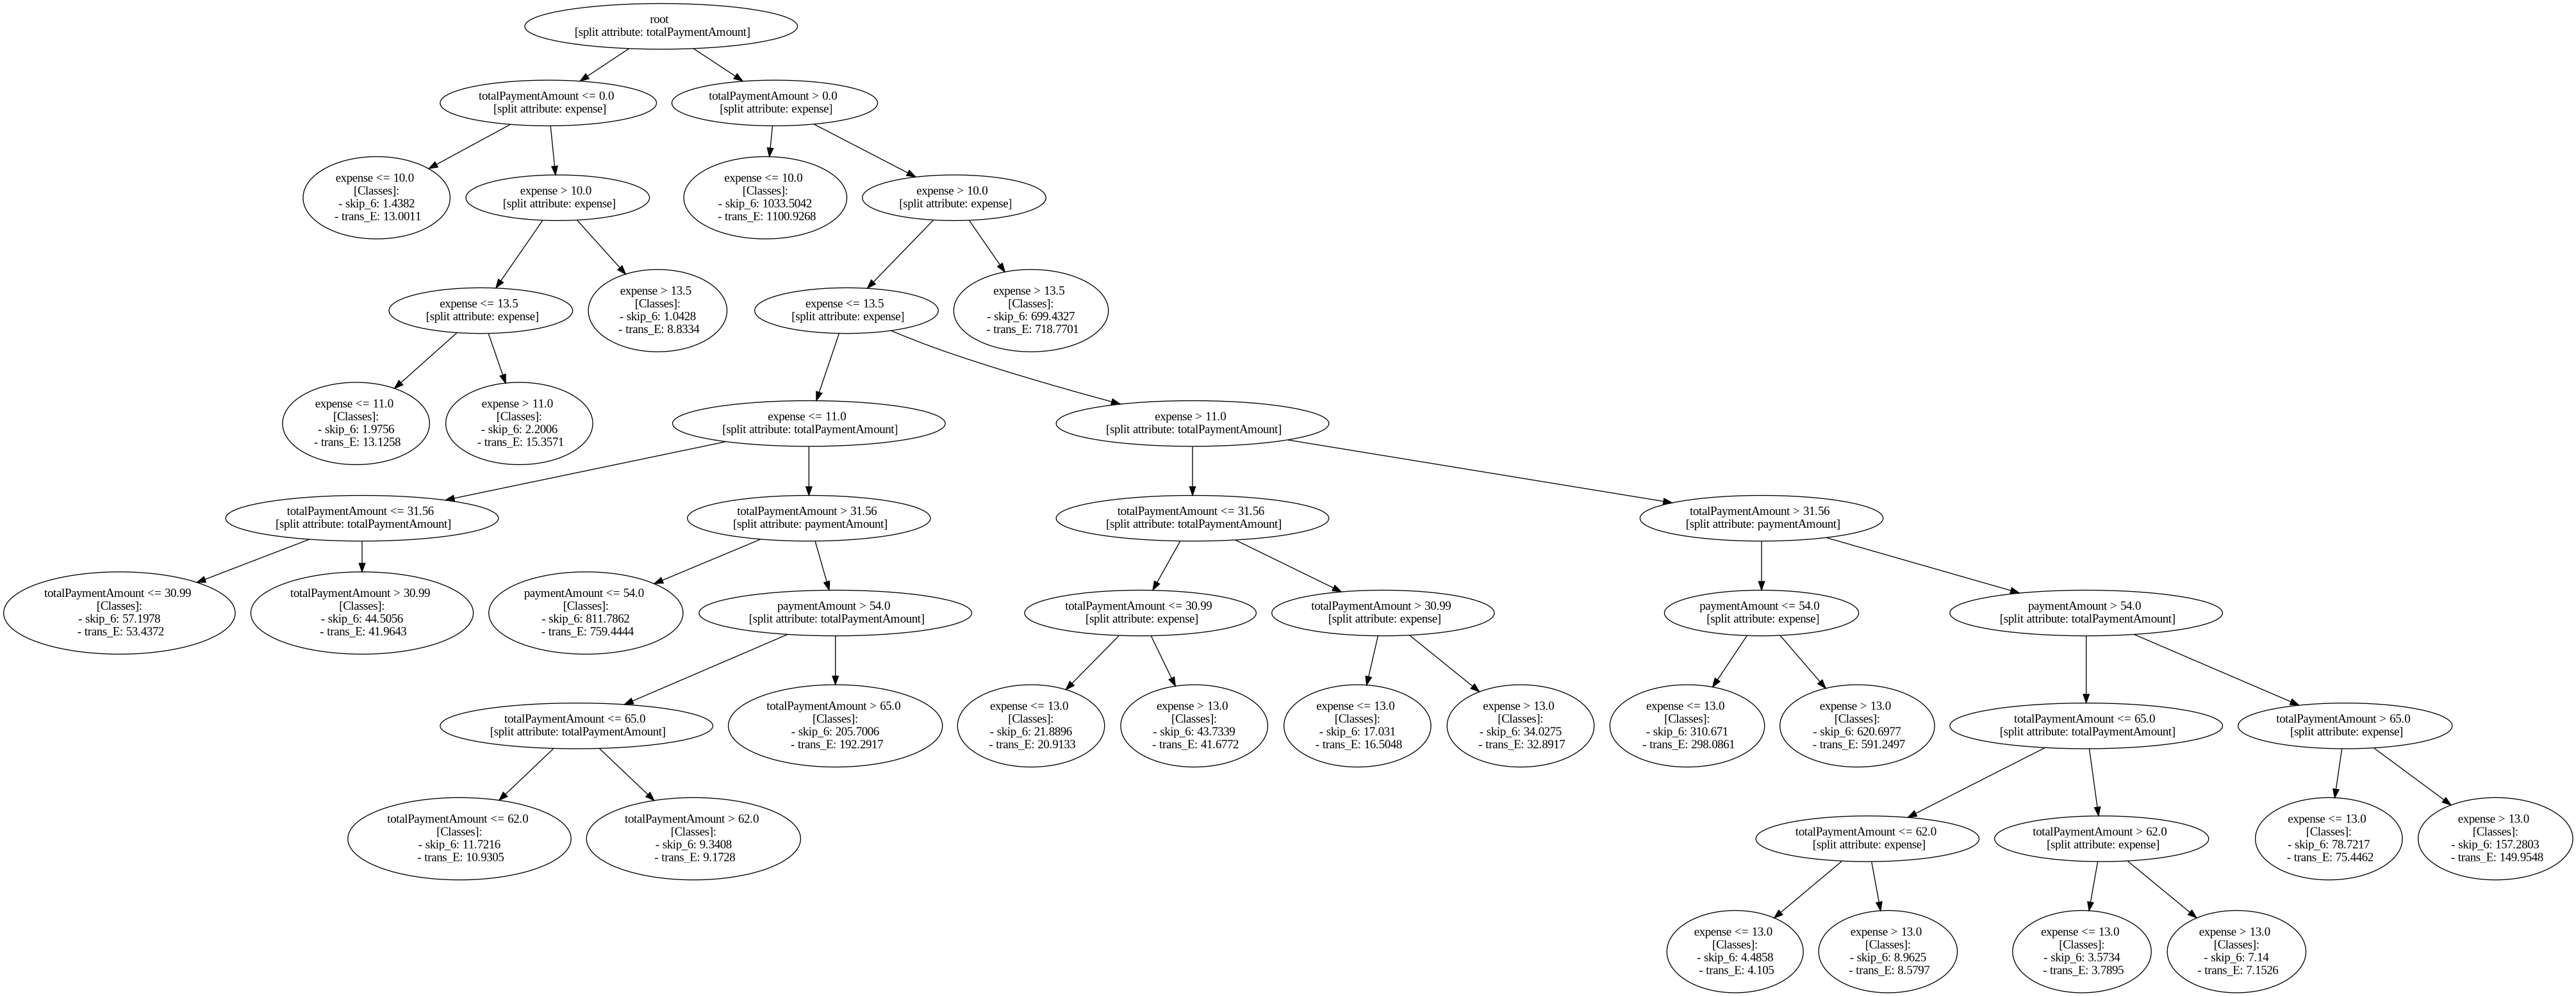 root
[split attribute: totalPaymentAmount]
totalPaymentAmount <= 0.0
[split attribute: expense]
totalPaymentAmount > 0.0
[split attribute: expense]
expense <= 10.0
[Classes]:
- skip_6: 1.4382
- trans_E: 13.0011
expense > 10.0
[split attribute: expense]
expense <= 10.0
[Classes]:
- skip_6: 1033.5042
- trans_E: 1100.9268
expense > 10.0
[split attribute: expense]
expense <= 13.5
[split attribute: expense]
expense > 13.5
[Classes]:
- skip_6: 1.0428
- trans_E: 8.8334
expense <= 13.5
[split attribute: expense]
expense > 13.5
[Classes]:
- skip_6: 699.4327
- trans_E: 718.7701
expense <= 11.0
[Classes]:
- skip_6: 1.9756
- trans_E: 13.1258
expense > 11.0
[Classes]:
- skip_6: 2.2006
- trans_E: 15.3571
expense <= 11.0
[split attribute: totalPaymentAmount]
expense > 11.0
[split attribute: totalPaymentAmount]
totalPaymentAmount <= 31.56
[split attribute: totalPaymentAmount]
totalPaymentAmount > 31.56
[split attribute: paymentAmount]
totalPaymentAmount <= 31.56
[split attribute: totalPaymentAmount]
totalPaymentAmount > 31.56
[split attribute: paymentAmount]
totalPaymentAmount <= 30.99
[Classes]:
- skip_6: 57.1978
- trans_E: 53.4372
totalPaymentAmount > 30.99
[Classes]:
- skip_6: 44.5056
- trans_E: 41.9643
paymentAmount <= 54.0
[Classes]:
- skip_6: 811.7862
- trans_E: 759.4444
paymentAmount > 54.0
[split attribute: totalPaymentAmount]
totalPaymentAmount <= 30.99
[split attribute: expense]
totalPaymentAmount > 30.99
[split attribute: expense]
paymentAmount <= 54.0
[split attribute: expense]
paymentAmount > 54.0
[split attribute: totalPaymentAmount]
totalPaymentAmount <= 65.0
[split attribute: totalPaymentAmount]
totalPaymentAmount > 65.0
[Classes]:
- skip_6: 205.7006
- trans_E: 192.2917
expense <= 13.0
[Classes]:
- skip_6: 21.8896
- trans_E: 20.9133
expense > 13.0
[Classes]:
- skip_6: 43.7339
- trans_E: 41.6772
expense <= 13.0
[Classes]:
- skip_6: 17.031
- trans_E: 16.5048
expense > 13.0
[Classes]:
- skip_6: 34.0275
- trans_E: 32.8917
expense <= 13.0
[Classes]:
- skip_6: 310.671
- trans_E: 298.0861
expense > 13.0
[Classes]:
- skip_6: 620.6977
- trans_E: 591.2497
totalPaymentAmount <= 65.0
[split attribute: totalPaymentAmount]
totalPaymentAmount > 65.0
[split attribute: expense]
totalPaymentAmount <= 62.0
[Classes]:
- skip_6: 11.7216
- trans_E: 10.9305
totalPaymentAmount > 62.0
[Classes]:
- skip_6: 9.3408
- trans_E: 9.1728
totalPaymentAmount <= 62.0
[split attribute: expense]
totalPaymentAmount > 62.0
[split attribute: expense]
expense <= 13.0
[Classes]:
- skip_6: 78.7217
- trans_E: 75.4462
expense > 13.0
[Classes]:
- skip_6: 157.2803
- trans_E: 149.9548
expense <= 13.0
[Classes]:
- skip_6: 4.4858
- trans_E: 4.105
expense > 13.0
[Classes]:
- skip_6: 8.9625
- trans_E: 8.5797
expense <= 13.0
[Classes]:
- skip_6: 3.5734
- trans_E: 3.7895
expense > 13.0
[Classes]:
- skip_6: 7.14
- trans_E: 7.1526